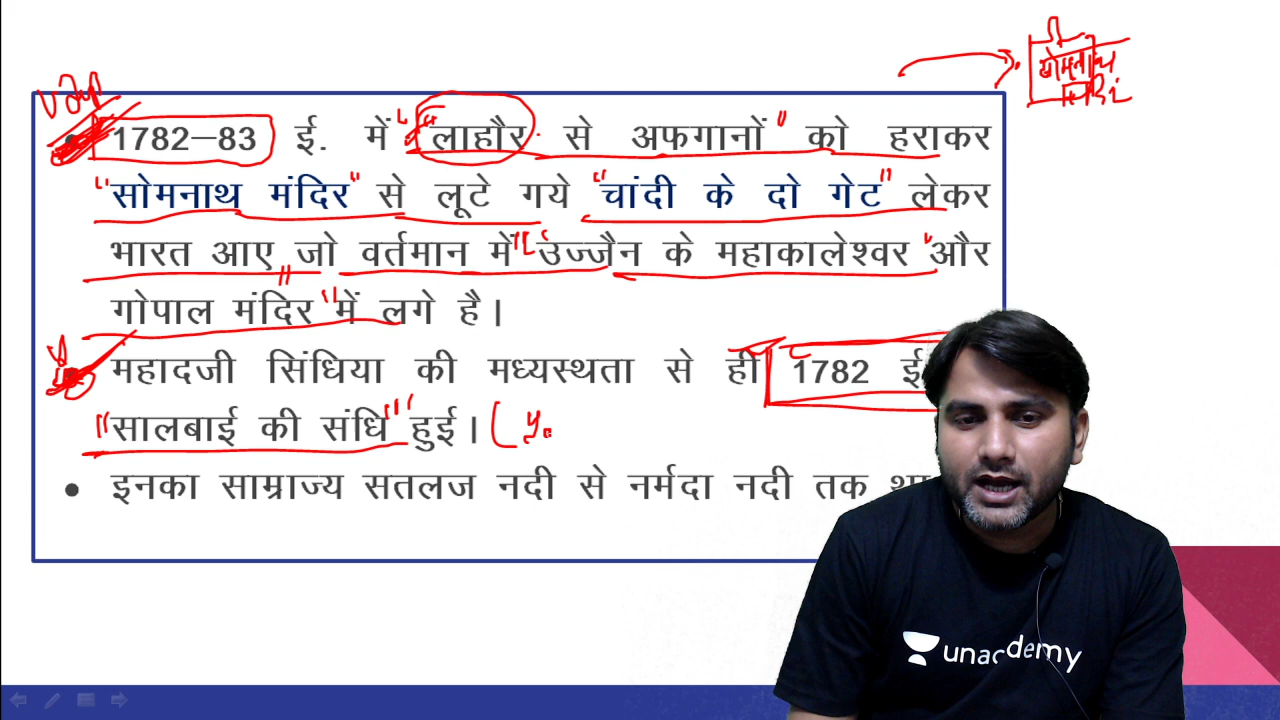 सोमनाथ
V Imp
1782–83 ई. में लाहौर से अफगानों को हराकर
सोमनाथ मंदिर से लूटे गये चांदी के दो गेट लेकर
भारत आए जो वर्तमान में उज्जैन के महाकालेश्वर और
गोपाल मंदिर में लगे है।
महादजी सिंधिया की मध्यस्थता से ही 1782 ई
सालबाई की संधि हुई।
इनका साम्राज्य सतलज नदी से नर्मदा नदी तक
unacademy